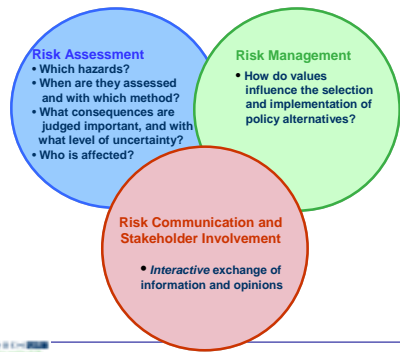 Risk Assessment
• Which hazards?
• When are they assessed
and with which method?
• What consequences are
judged important, and with
what level of uncertainty?
• Who is affected?
Risk Management
• How do values
influence the selection
and implementation of
policy alternatives?
Risk Communication and
Stakeholder Involvement
• Interactive exchange of
information and opinions